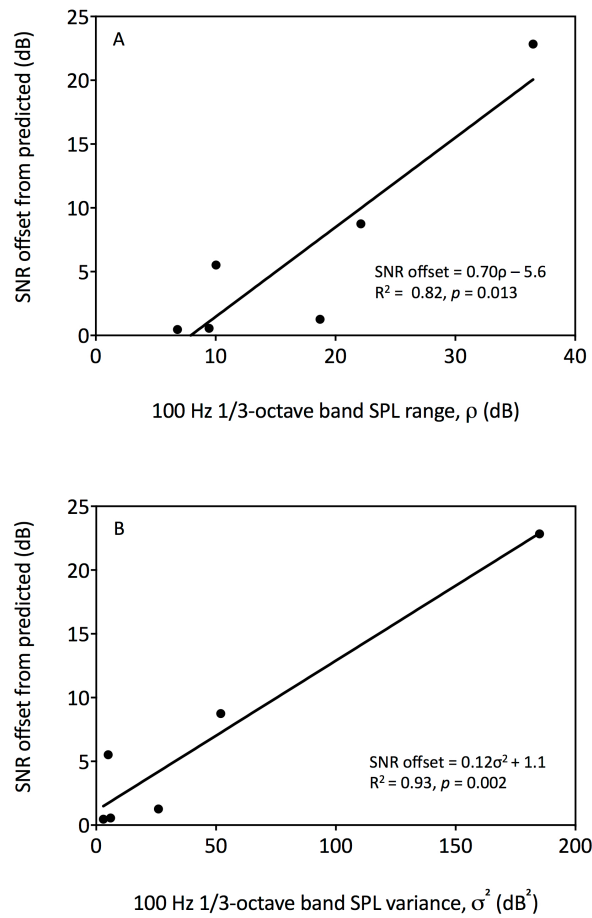 25
20
15
10
5
0
SNR offset from predicted (dB)
A
SNR offset = 0.70ρ – 5.6
R² = 0.82, p = 0.013
0 10 20 30 40
100 Hz 1/3-octave band SPL range, ρ (dB)
25
20
15
10
5
0
SNR offset from predicted (dB)
B
SNR offset = 0.12σ² + 1.1
R² = 0.93, p = 0.002
0 50 100 150 200
100 Hz 1/3-octave band SPL variance, σ² (dB²)